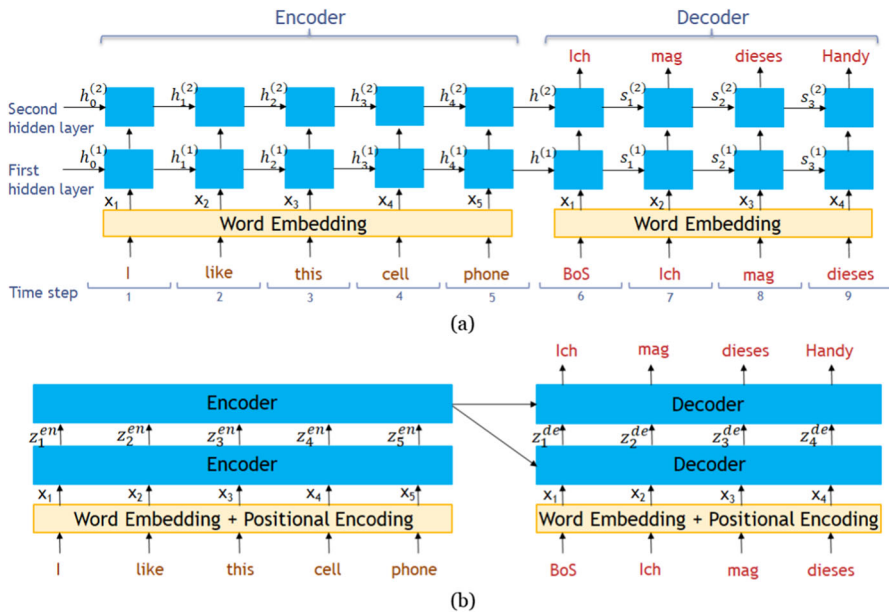 Encoder Decoder
Ich mag dieses Handy
Second hidden layer h₀⁽²⁾ h₁⁽²⁾ h₂⁽²⁾ h₃⁽²⁾ h₄⁽²⁾ h⁽²⁾ s₁⁽²⁾ s₂⁽²⁾ s₃⁽²⁾
First hidden layer h₀⁽¹⁾ h₁⁽¹⁾ h₂⁽¹⁾ h₃⁽¹⁾ h₄⁽¹⁾ h⁽¹⁾ s₁⁽¹⁾ s₂⁽¹⁾ s₃⁽¹⁾
x₁ x₂ x₃ x₄ x₅ x₁ x₂ x₃ x₄
Word Embedding Word Embedding
I like this cell phone BoS Ich mag dieses
Time step 1 2 3 4 5 6 7 8 9
(a)
Ich mag dieses Handy
Encoder Decoder
z₁ᵉⁿ z₂ᵉⁿ z₃ᵉⁿ z₄ᵉⁿ z₅ᵉⁿ z₁ᵈᵉ z₂ᵈᵉ z₃ᵈᵉ z₄ᵈᵉ
Encoder Decoder
x₁ x₂ x₃ x₄ x₅ x₁ x₂ x₃ x₄
Word Embedding + Positional Encoding Word Embedding + Positional Encoding
I like this cell phone BoS Ich mag dieses
(b)